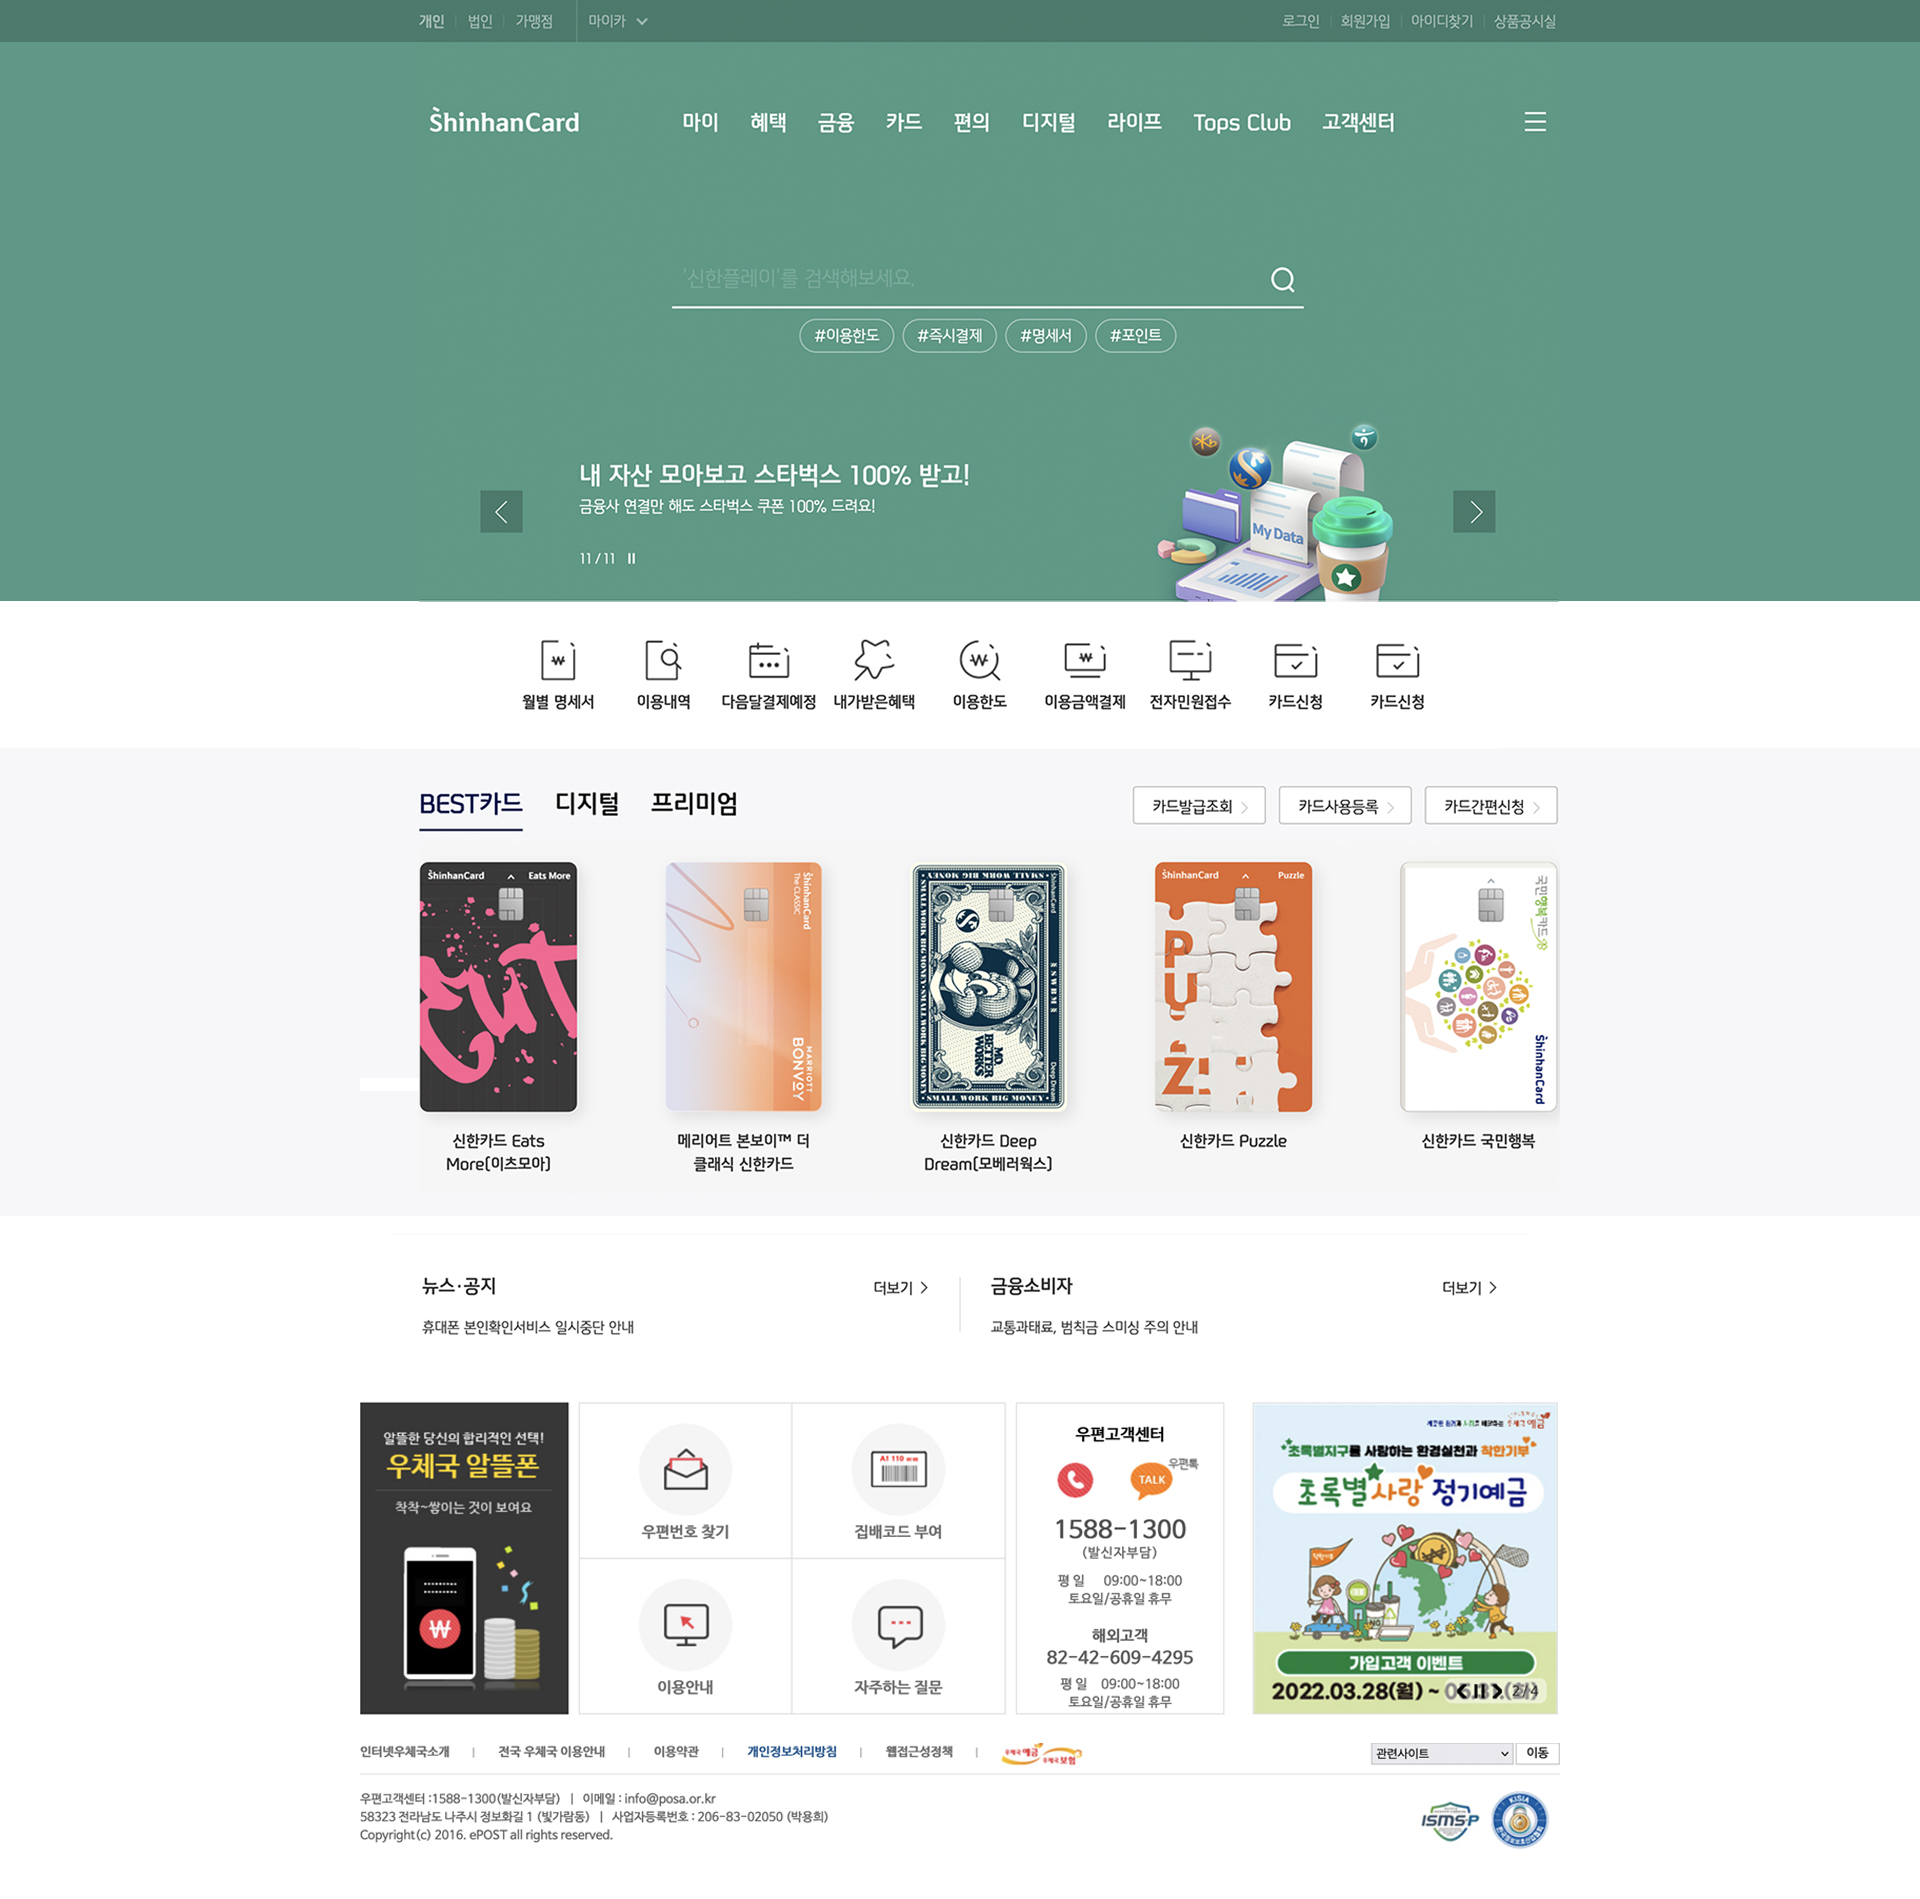 개인 법인 가맹점 마이카
로그인 회원가입 아이디찾기 상품공시실
ShinhanCard
마이 혜택 금융 카드 편의 디지털 라이프 Tops Club 고객센터
'신한플레이'를 검색해보세요.
#이용한도 #즉시결제 #명세서 #포인트
내 자산 모아보고 스타벅스 100% 받고!
금융사 연결만 해도 스타벅스 쿠폰 100% 드려요!
11 / 11
My Data
월별 명세서 이용내역 다음달결제예정 내가받은혜택 이용한도 이용금액결제 전자민원접수 카드신청 카드신청
BEST카드 디지털 프리미엄
카드발급조회 카드사용등록 카드간편신청
ShinhanCard Eats More
ShinhanCard
The CLASSIC
MARRIOTT
BONVOY
SMALL WORK BIG MONEY
ShinhanCard
MO BETTER WORKS
Deep Dream
SMALL WORK BIG MONEY
ShinhanCard Puzzle
국민행복카드
ShinhanCard
신한카드 Eats
More(이츠모아)
메리어트 본보이™ 더
클래식 신한카드
신한카드 Deep
Dream(모베러웍스)
신한카드 Puzzle
신한카드 국민행복
뉴스·공지 더보기
휴대폰 본인확인서비스 일시중단 안내
금융소비자 더보기
교통과태료, 범칙금 스미싱 주의 안내
알뜰한 당신의 합리적인 선택!
우체국 알뜰폰
착착~쌓이는 것이 보여요
우편번호 찾기
A1 110
집배코드 부여
이용안내
자주하는 질문
우편고객센터
TALK 우편톡
1588-1300
(발신자부담)
평 일 09:00~18:00
토요일/공휴일 휴무
해외고객
82-42-609-4295
평 일 09:00~18:00
토요일/공휴일 휴무
초록별지구를 사랑하는 환경실천과 착한기부
초록별 사랑 정기예금
가입고객 이벤트
2022.03.28(월) ~
2/4
인터넷우체국소개 | 전국 우체국 이용안내 | 이용약관 | 개인정보처리방침 | 웹접근성정책 |
우체국예금 우체국보험
관련사이트 이동
우편고객센터 :1588-1300(발신자부담) | 이메일 : info@posa.or.kr
58323 전라남도 나주시 정보화길 1 (빛가람동) | 사업자등록번호 : 206-83-02050 (박용희)
Copyright(c) 2016. ePOST all rights reserved.
ISMS-P
KISIA